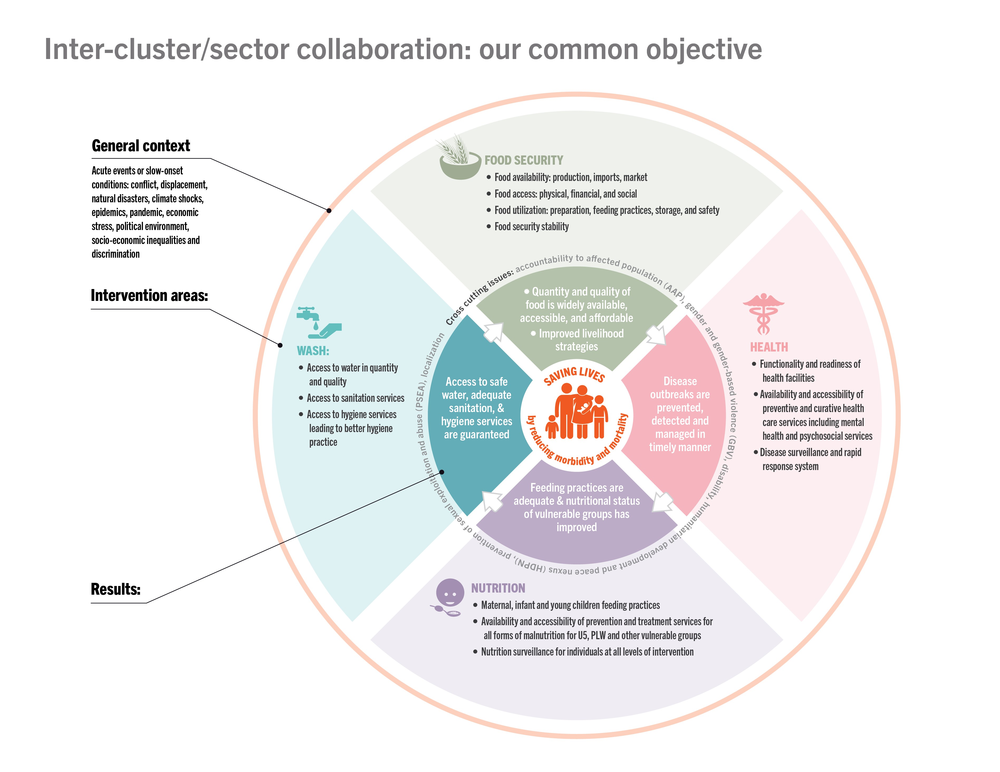 Inter-cluster/sector collaboration: our common objective
General context
Acute events or slow-onset
conditions: conflict, displacement,
natural disasters, climate shocks,
epidemics, pandemic, economic
stress, political environment,
socio-economic inequalities and
discrimination
Intervention areas:
Results:
FOOD SECURITY
• Food availability: production, imports, market
• Food access: physical, financial, and social
• Food utilization: preparation, feeding practices, storage, and safety
• Food security stability
WASH:
• Access to water in quantity
and quality
• Access to sanitation services
• Access to hygiene services
leading to better hygiene
practice
Cross cutting issues: accountability to affected population (AAP), gender and gender-based violence (GBV), disability, humanitarian development and peace nexus (HDPN), prevention of sexual exploitation and abuse (PSEA), localization
• Quantity and quality of
food is widely available,
accessible, and affordable
• Improved livelihood
strategies
Access to safe
water, adequate
sanitation, &
hygiene services
are guaranteed
SAVING LIVES
by reducing morbidity and mortality
Disease
outbreaks are
prevented,
detected and
managed in
timely manner
Feeding practices are
adequate & nutritional status
of vulnerable groups has
improved
HEALTH
• Functionality and readiness of
health facilities
• Availability and accessibility of
preventive and curative health
care services including mental
health and psychosocial services
• Disease surveillance and rapid
response system
NUTRITION
• Maternal, infant and young children feeding practices
• Availability and accessibility of prevention and treatment services for
all forms of malnutrition for U5, PLW and other vulnerable groups
• Nutrition surveillance for individuals at all levels of intervention